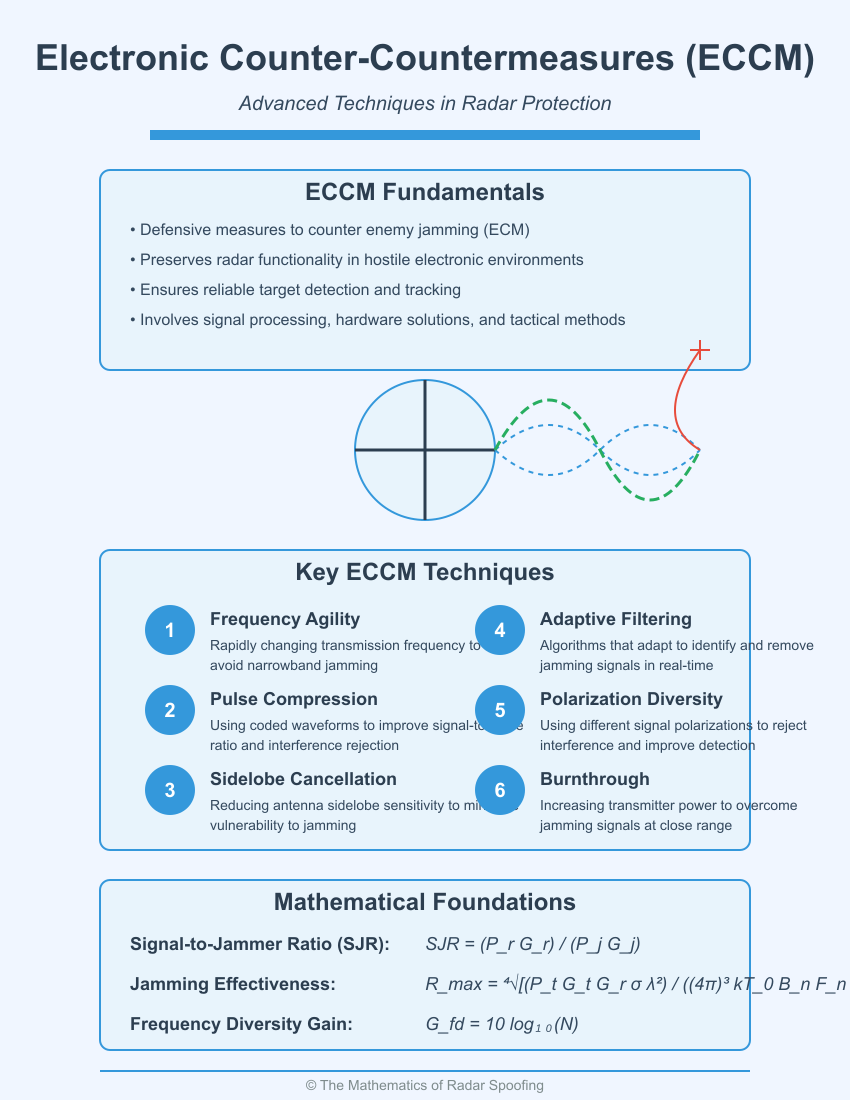 Electronic Counter-Countermeasures (ECCM)
Advanced Techniques in Radar Protection
ECCM Fundamentals
• Defensive measures to counter enemy jamming (ECM)
• Preserves radar functionality in hostile electronic environments
• Ensures reliable target detection and tracking
• Involves signal processing, hardware solutions, and tactical methods
Key ECCM Techniques
1
Frequency Agility
Rapidly changing transmission frequency to
avoid narrowband jamming
2
Pulse Compression
Using coded waveforms to improve
ratio and interference rejection
3
Sidelobe Cancellation
Reducing antenna sidelobe sensitivity to
vulnerability to jamming
4
Adaptive Filtering
Algorithms that adapt to identify and remove
jamming signals in real-time
5
Polarization Diversity
Using different signal polarizations to reject
interference and improve detection
6
Burnthrough
Increasing transmitter power to overcome
jamming signals at close range
Mathematical Foundations
Signal-to-Jammer Ratio (SJR): SJR = (P_r G_r) / (P_j G_j)
Jamming Effectiveness: R_max = ⁴√[(P_t G_t G_r σ λ²) / ((4π)³ kT_0 B_n F_n
Frequency Diversity Gain: G_fd = 10 log₁₀(N)
© The Mathematics of Radar Spoofing